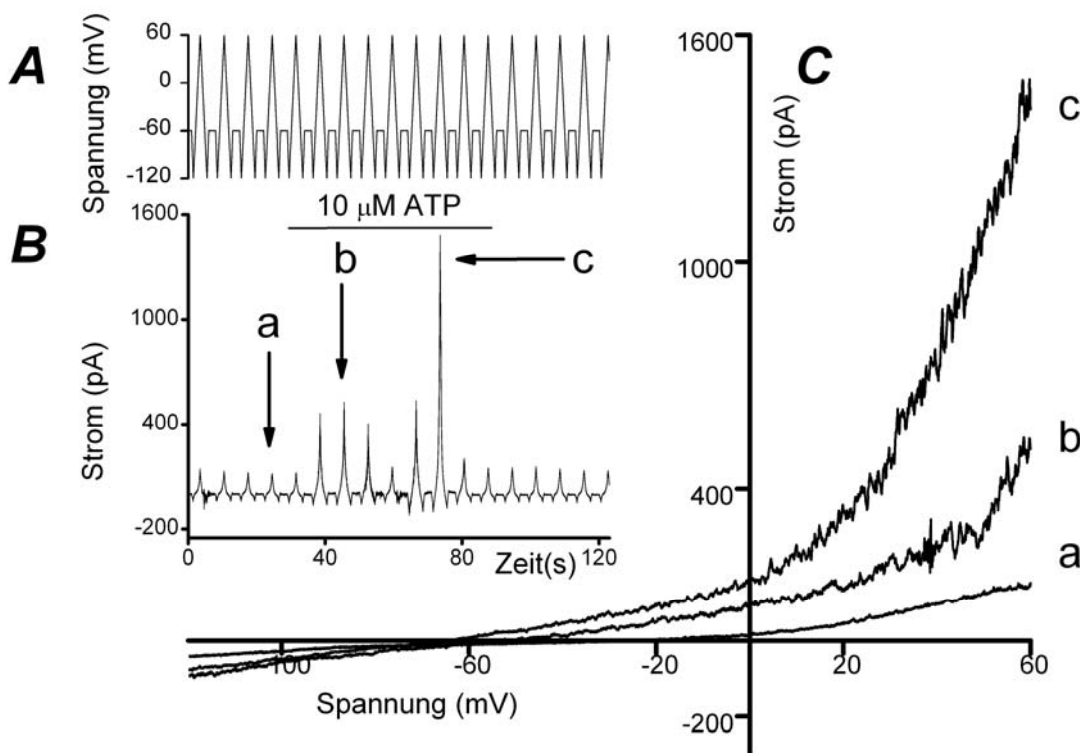 A
Spannung (mV)
60
0
-60
-120
10 μM ATP
B
Strom (pA)
1600
1000
400
-200
a
b
c
0
40
80
120
Zeit(s)
C
Strom (pA)
1600
1000
400
-200
c
b
a
-100
-60
-20
20
60
Spannung (mV)